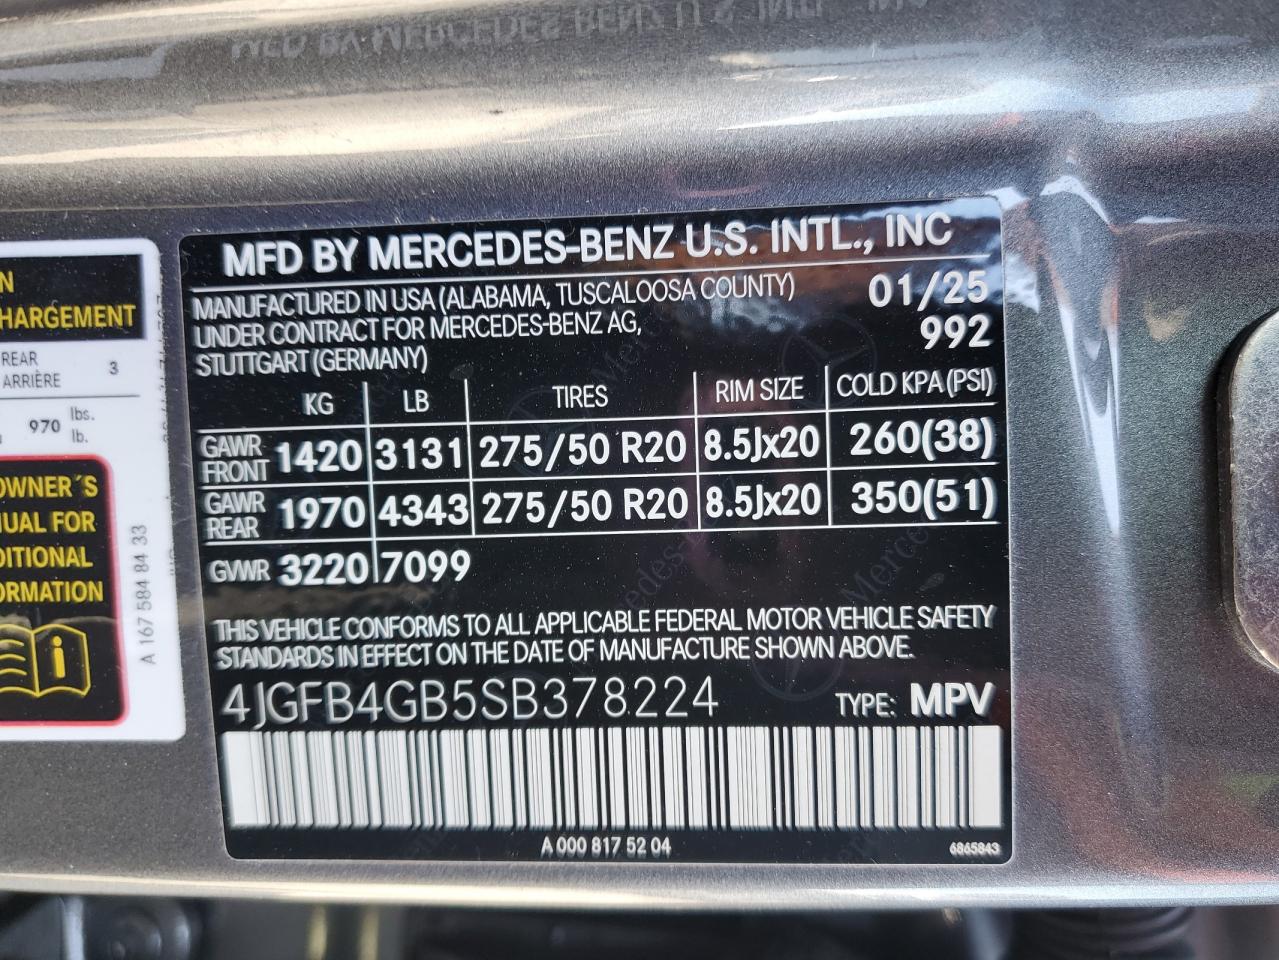 MFD BY MERCEDES-BENZ U.S. INTL., INC
MANUFACTURED IN USA (ALABAMA, TUSCALOOSA COUNTY) 01/25
UNDER CONTRACT FOR MERCEDES-BENZ AG, 992
STUTTGART (GERMANY)
KG LB TIRES RIM SIZE COLD KPA (PSI)
GAWR FRONT 1420 3131 275/50 R20 8.5Jx20 260(38)
GAWR REAR 1970 4343 275/50 R20 8.5Jx20 350(51)
GVWR 3220 7099
THIS VEHICLE CONFORMS TO ALL APPLICABLE FEDERAL MOTOR VEHICLE SAFETY
STANDARDS IN EFFECT ON THE DATE OF MANUFACTURE SHOWN ABOVE.
4JGFB4GB5SB378224 TYPE: MPV
A 000 817 52 04
6865843
HARGEMENT
REAR 3
ARRIÈRE
970 lbs.
lb.
OWNER´S
UAL FOR
DITIONAL
ORMATION
A 167 584 84 33